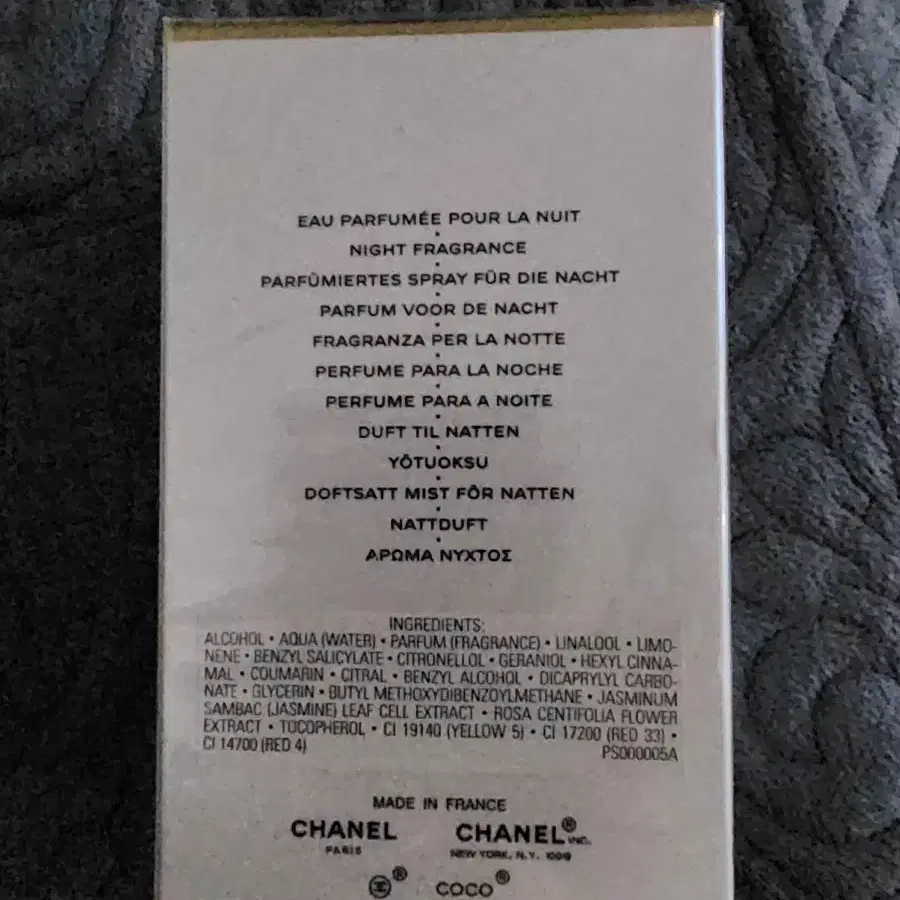 EAU PARFUMÉE POUR LA NUIT
NIGHT FRAGRANCE
PARFÜMIERTES SPRAY FÜR DIE NACHT
PARFUM VOOR DE NACHT
FRAGRANZA PER LA NOTTE
PERFUME PARA LA NOCHE
PERFUME PARA A NOITE
DUFT TIL NATTEN
YÖTUOKSU
DOFTSATT MIST FÖR NATTEN
NATTDUFT
ΑΡΩΜΑ ΝΥΧΤΟΣ
INGREDIENTS:
ALCOHOL • AQUA (WATER) • PARFUM (FRAGRANCE) • LINALOOL • LIMO-
NENE • BENZYL SALICYLATE • CITRONELLOL • GERANIOL • HEXYL CINNA-
MAL • COUMARIN • CITRAL • BENZYL ALCOHOL • DICAPRYLYL CARBO-
NATE • GLYCERIN • BUTYL METHOXYDIBENZOYLMETHANE • JASMINUM
SAMBAC (JASMINE) LEAF CELL EXTRACT • ROSA CENTIFOLIA FLOWER
EXTRACT • TOCOPHEROL • CI 19140 (YELLOW 5) • CI 17200 (RED 33) •
CI 14700 (RED 4) PS000005A
MADE IN FRANCE
CHANEL CHANEL® INC.
PARIS NEW YORK, N.Y. 10019
® COCO®